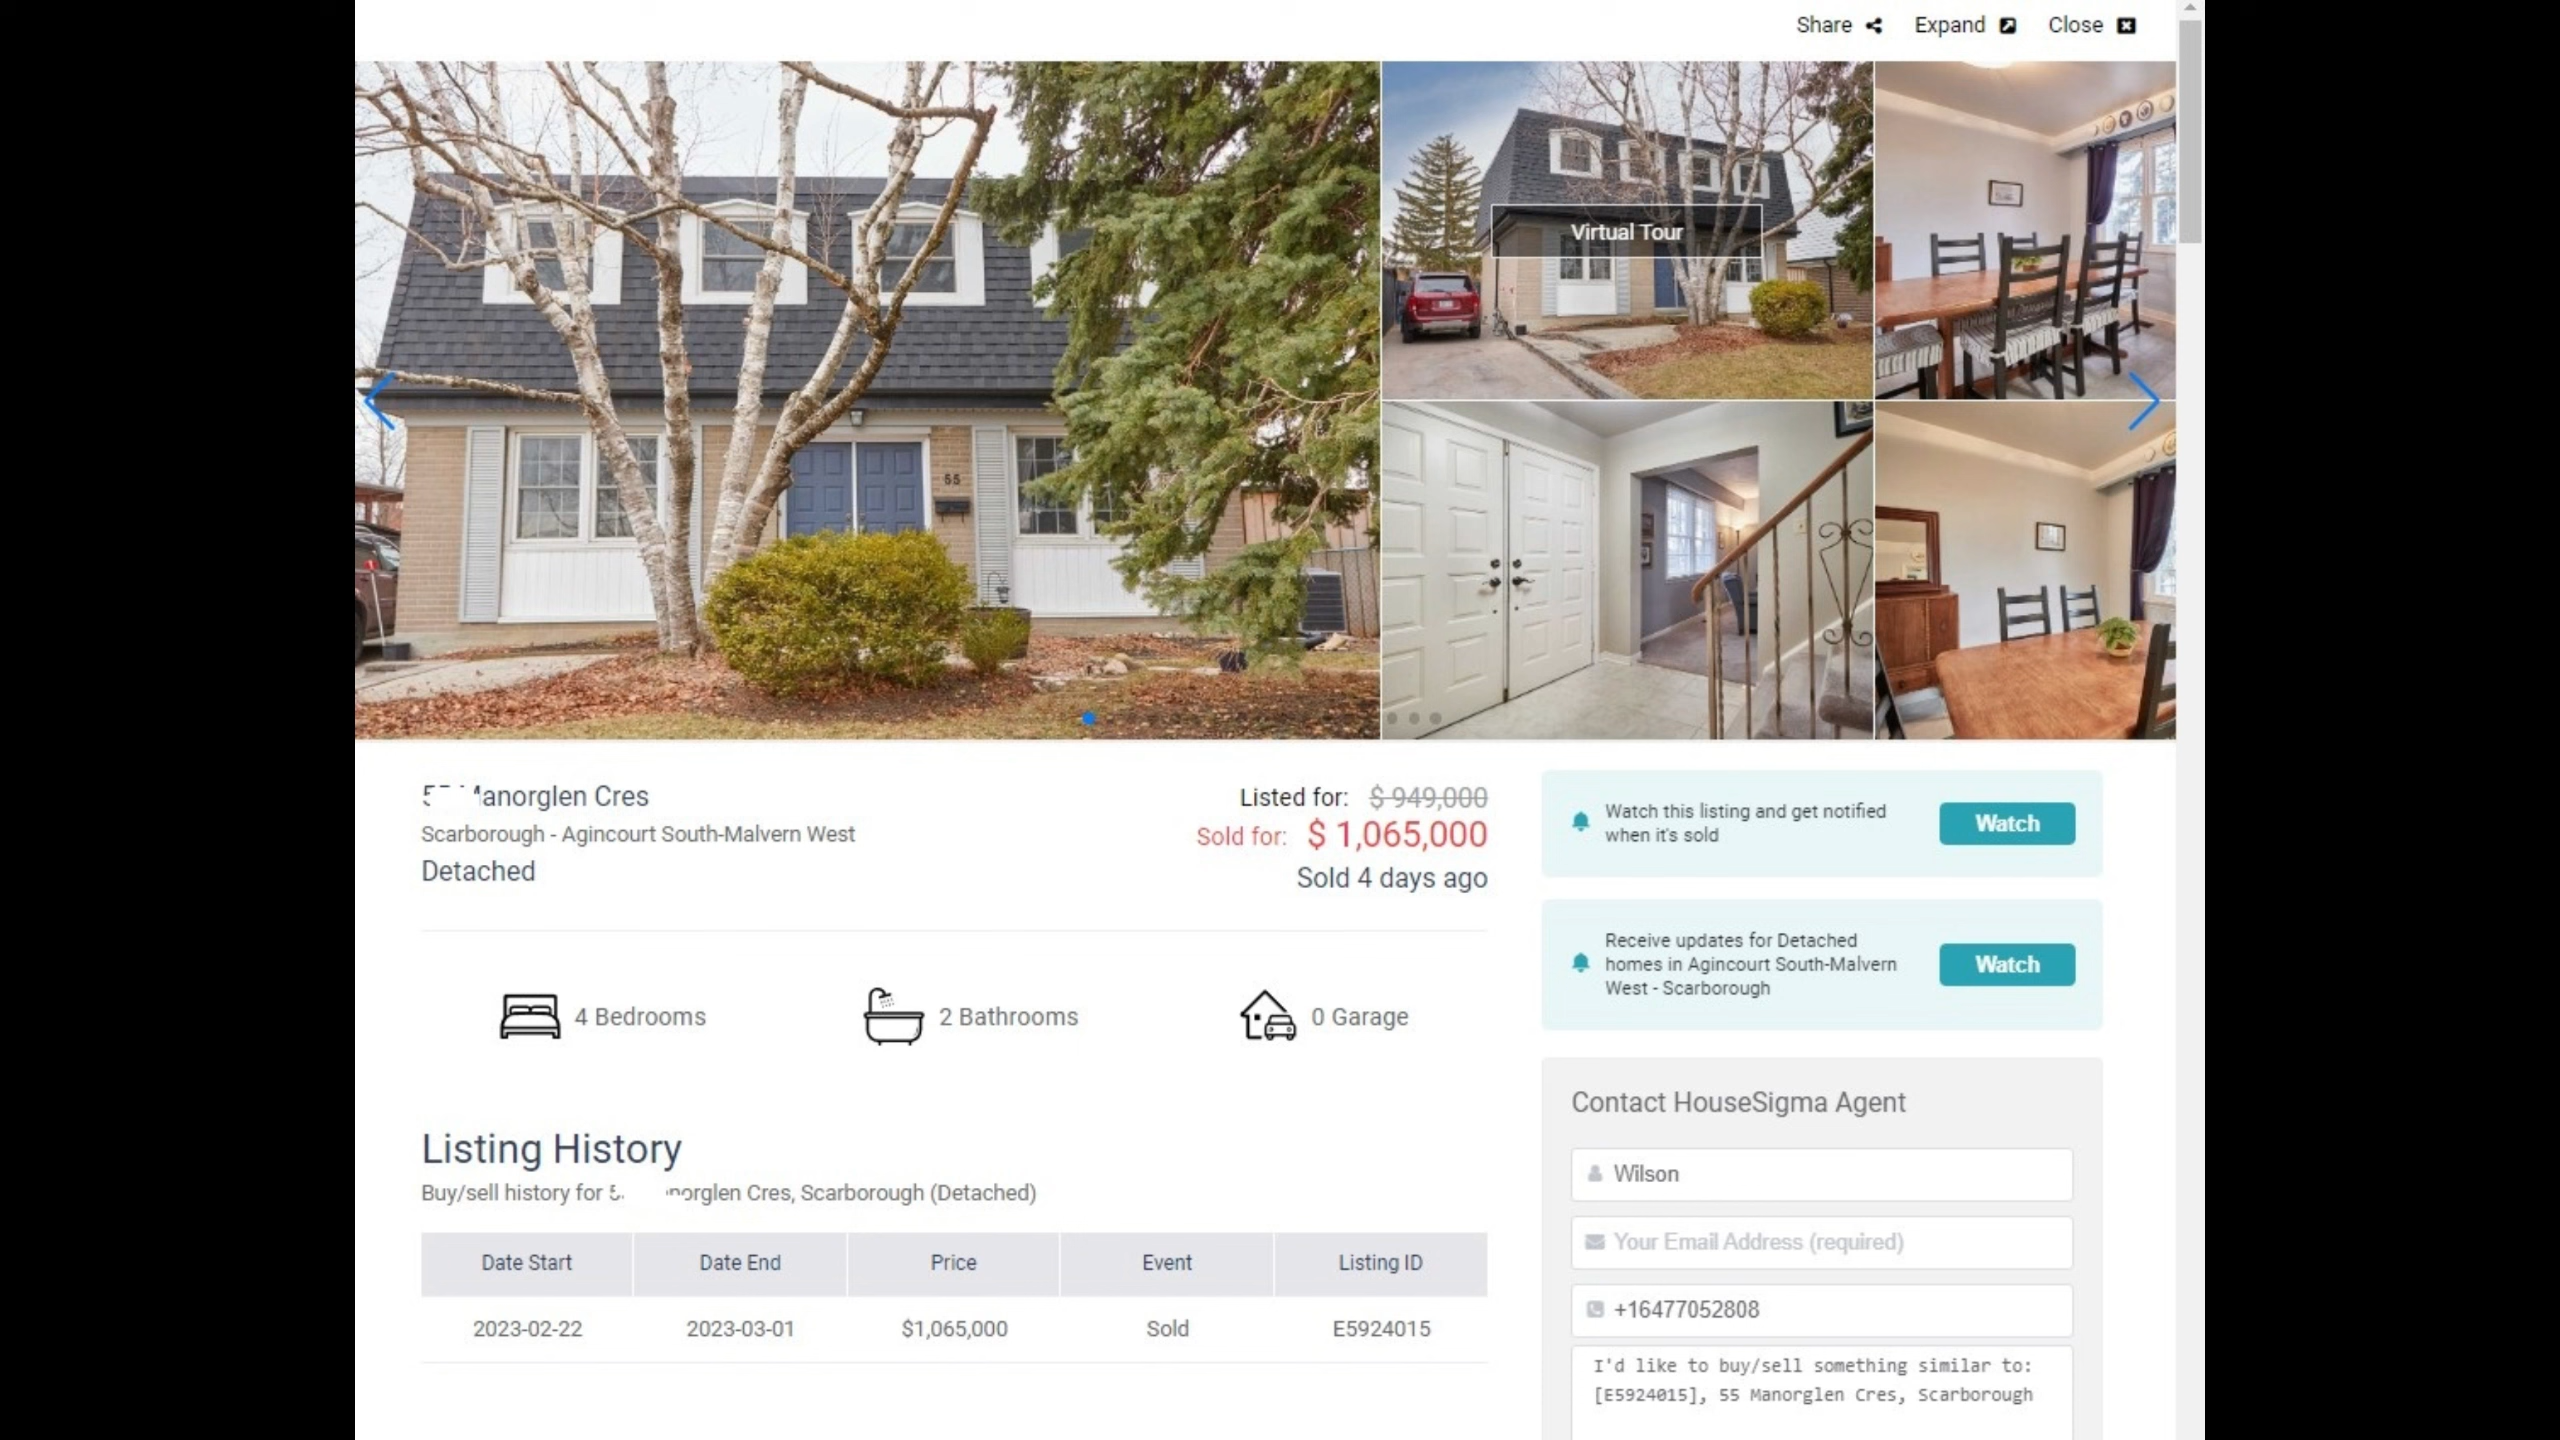 Share
Expand
Close
Virtual Tour
55
Manorglen Cres
Scarborough - Agincourt South-Malvern West
Detached
Listed for: $ 949,000
Sold for: $ 1,065,000
Sold 4 days ago
4 Bedrooms
2 Bathrooms
0 Garage
Listing History
Buy/sell history for 5 norglen Cres, Scarborough (Detached)
Date Start Date End Price Event Listing ID
2023-02-22 2023-03-01 $1,065,000 Sold E5924015
Watch this listing and get notified
when it's sold
Watch
Receive updates for Detached
homes in Agincourt South-Malvern
West - Scarborough
Watch
Contact HouseSigma Agent
Wilson
Your Email Address (required)
+16477052808
I'd like to buy/sell something similar to:
[E5924015], 55 Manorglen Cres, Scarborough